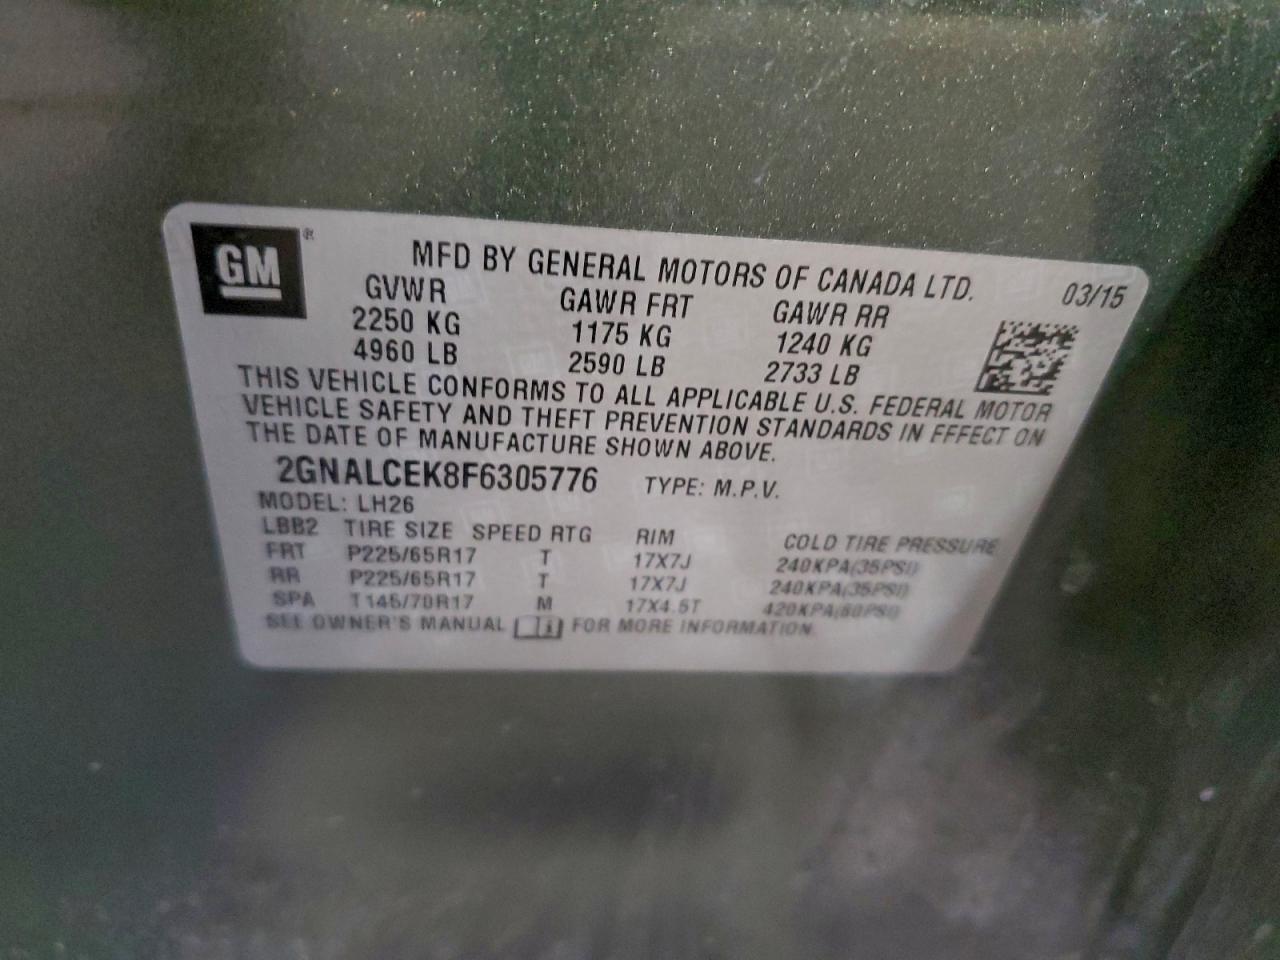 GM ®
MFD BY GENERAL MOTORS OF CANADA LTD. 03/15
GVWR GAWR FRT GAWR RR
2250 KG 1175 KG 1240 KG
4960 LB 2590 LB 2733 LB
THIS VEHICLE CONFORMS TO ALL APPLICABLE U.S. FEDERAL MOTOR
VEHICLE SAFETY AND THEFT PREVENTION STANDARDS IN EFFECT ON
THE DATE OF MANUFACTURE SHOWN ABOVE.
2GNALCEK8F6305776 TYPE: M.P.V.
MODEL: LH26
LBB2 TIRE SIZE SPEED RTG RIM COLD TIRE PRESSURE
FRT P225/65R17 T 17X7J 240KPA(35PSI)
RR P225/65R17 T 17X7J 240KPA(35PSI)
SPA T145/70R17 M 17X4.5T 420KPA(60PSI)
SEE OWNER'S MANUAL i FOR MORE INFORMATION